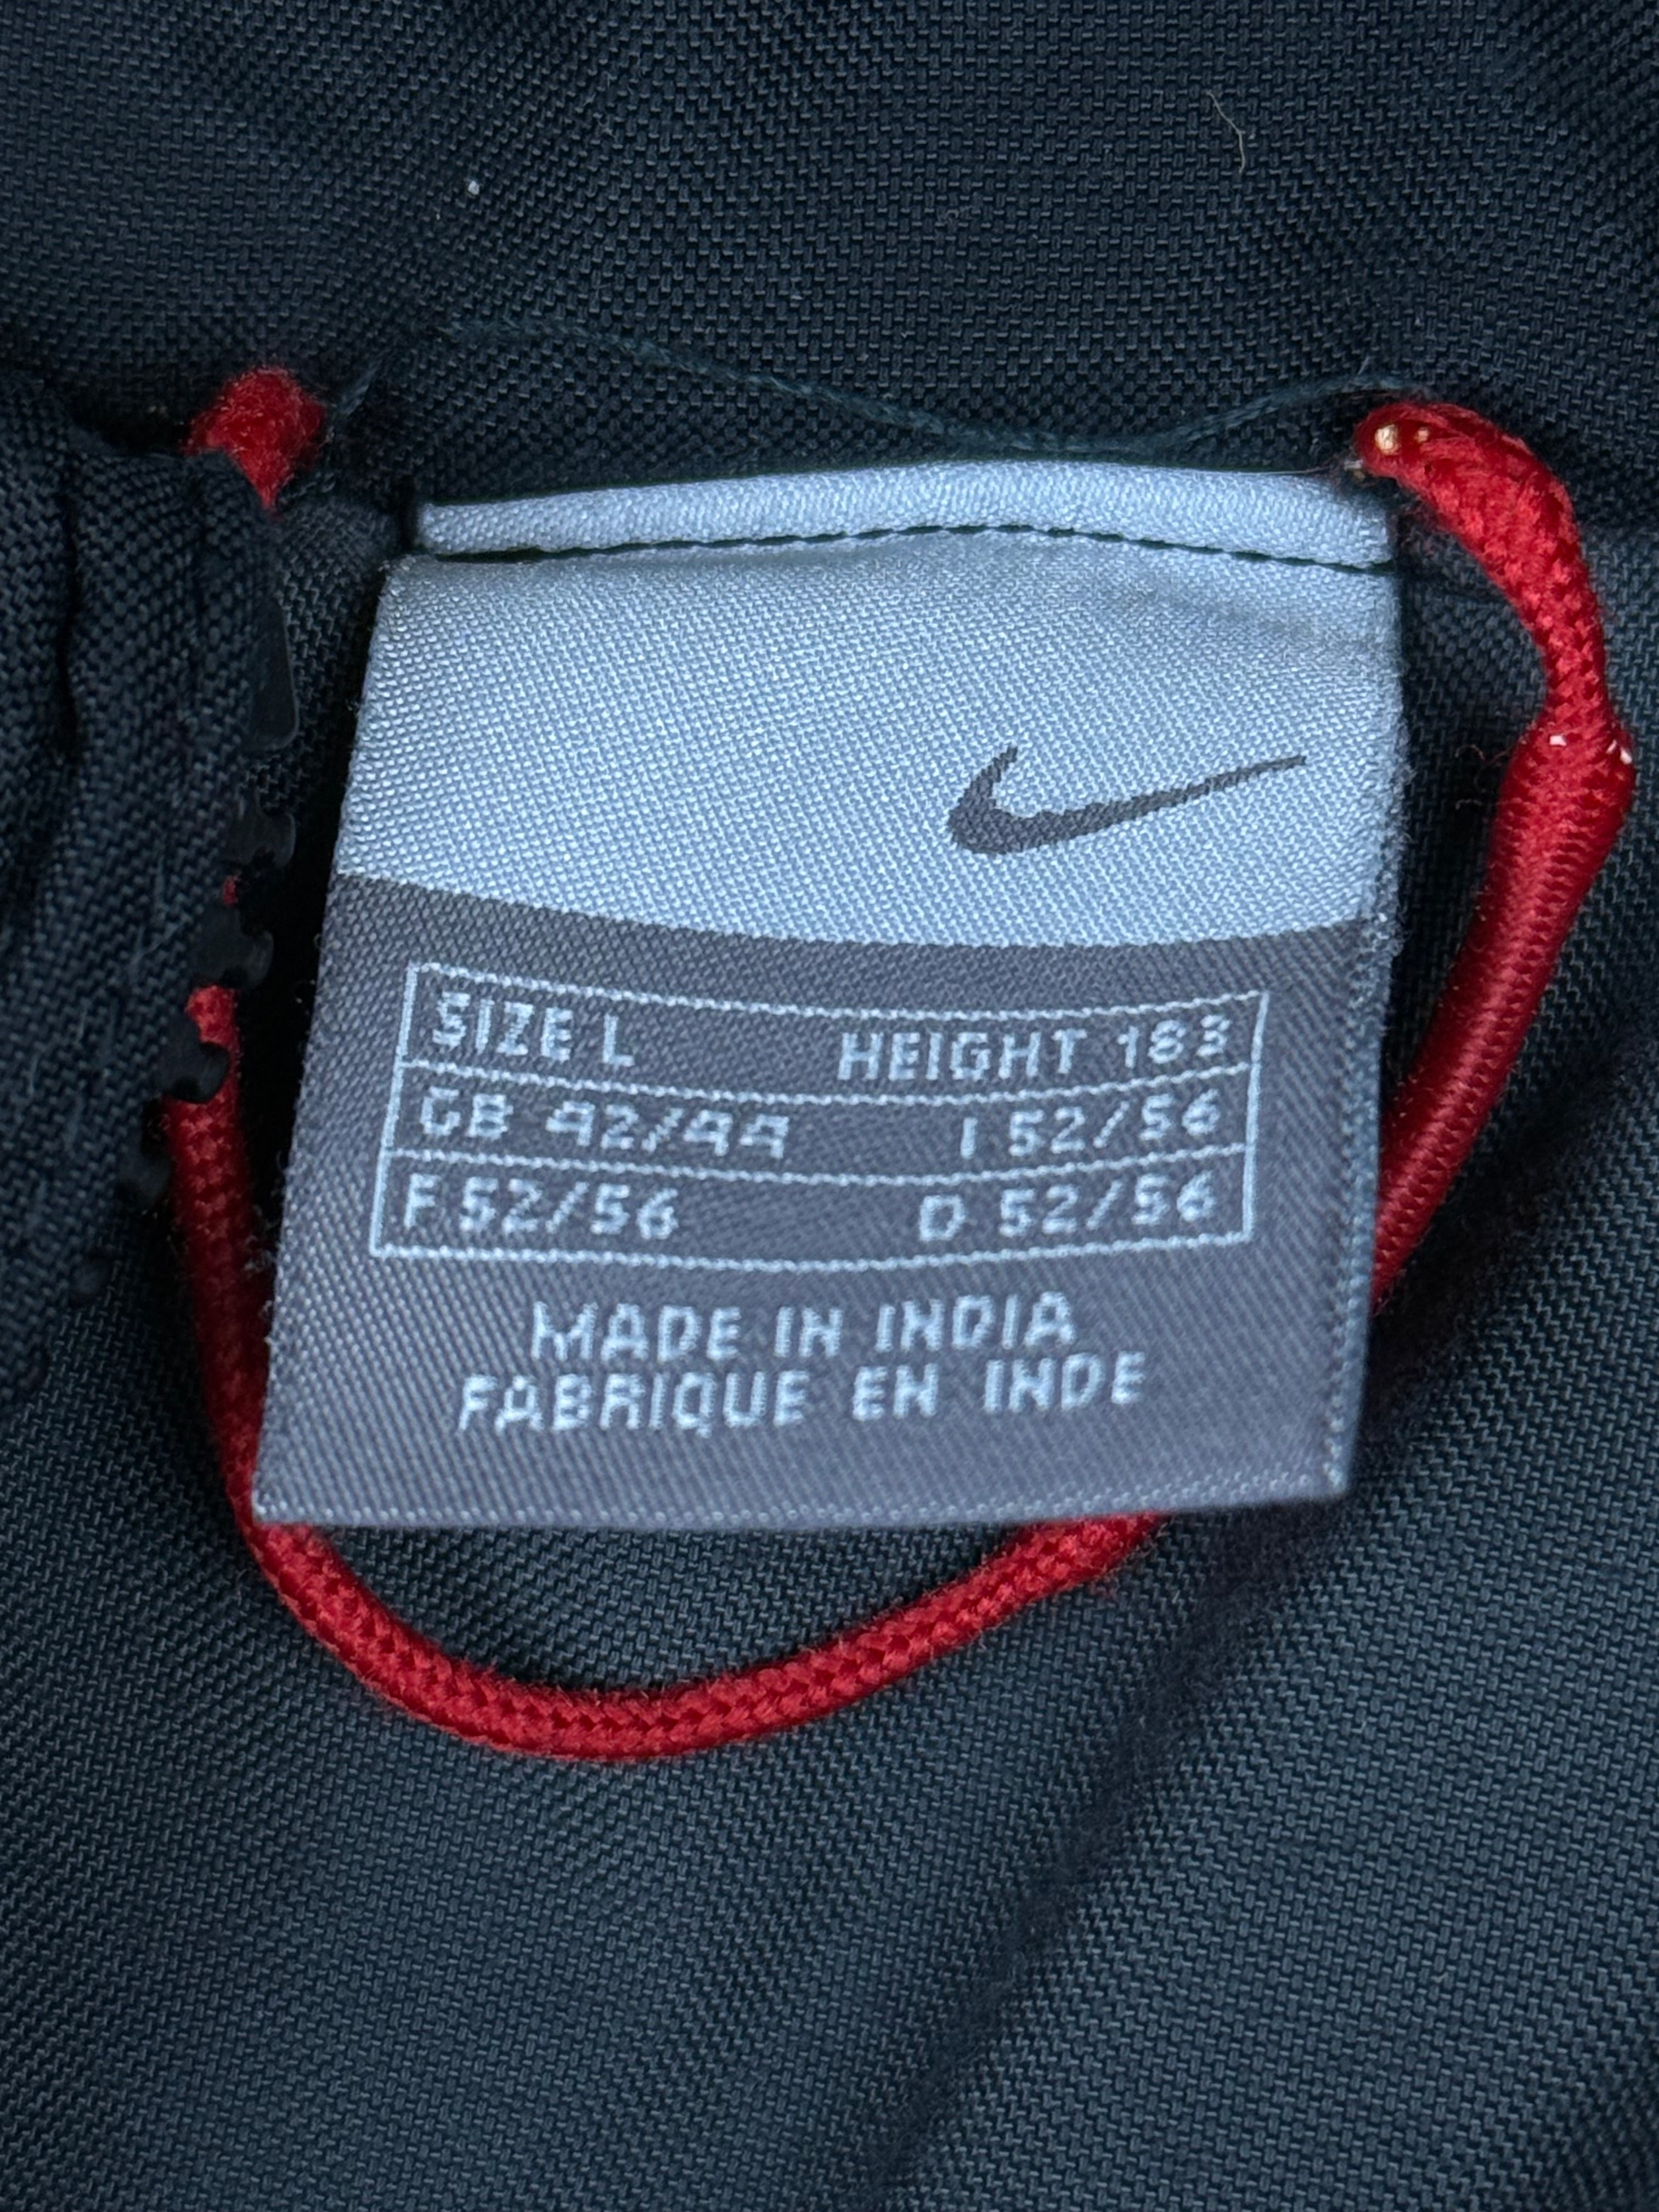 SIZE L HEIGHT 183
GB 42/44 I 52/56
F 52/56 D 52/56
MADE IN INDIA
FABRIQUE EN INDE